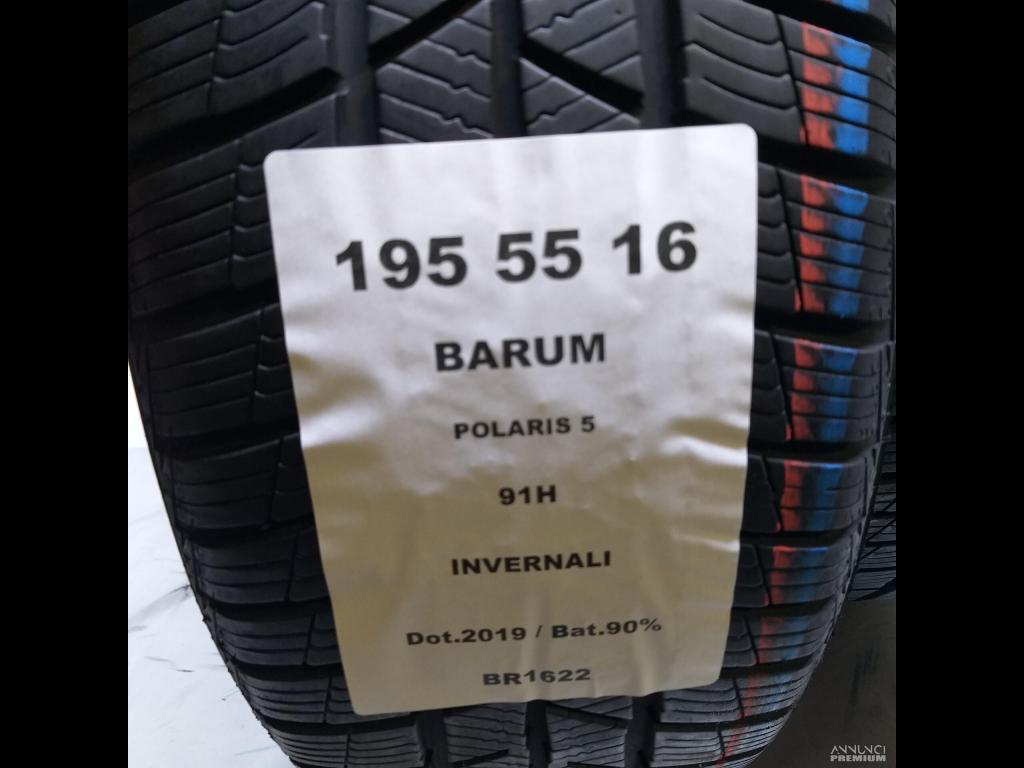 195 55 16
BARUM
POLARIS 5
91H
INVERNALI
Dot.2019 / Bat.90%
BR1622
ANNUNCI
PREMIUM